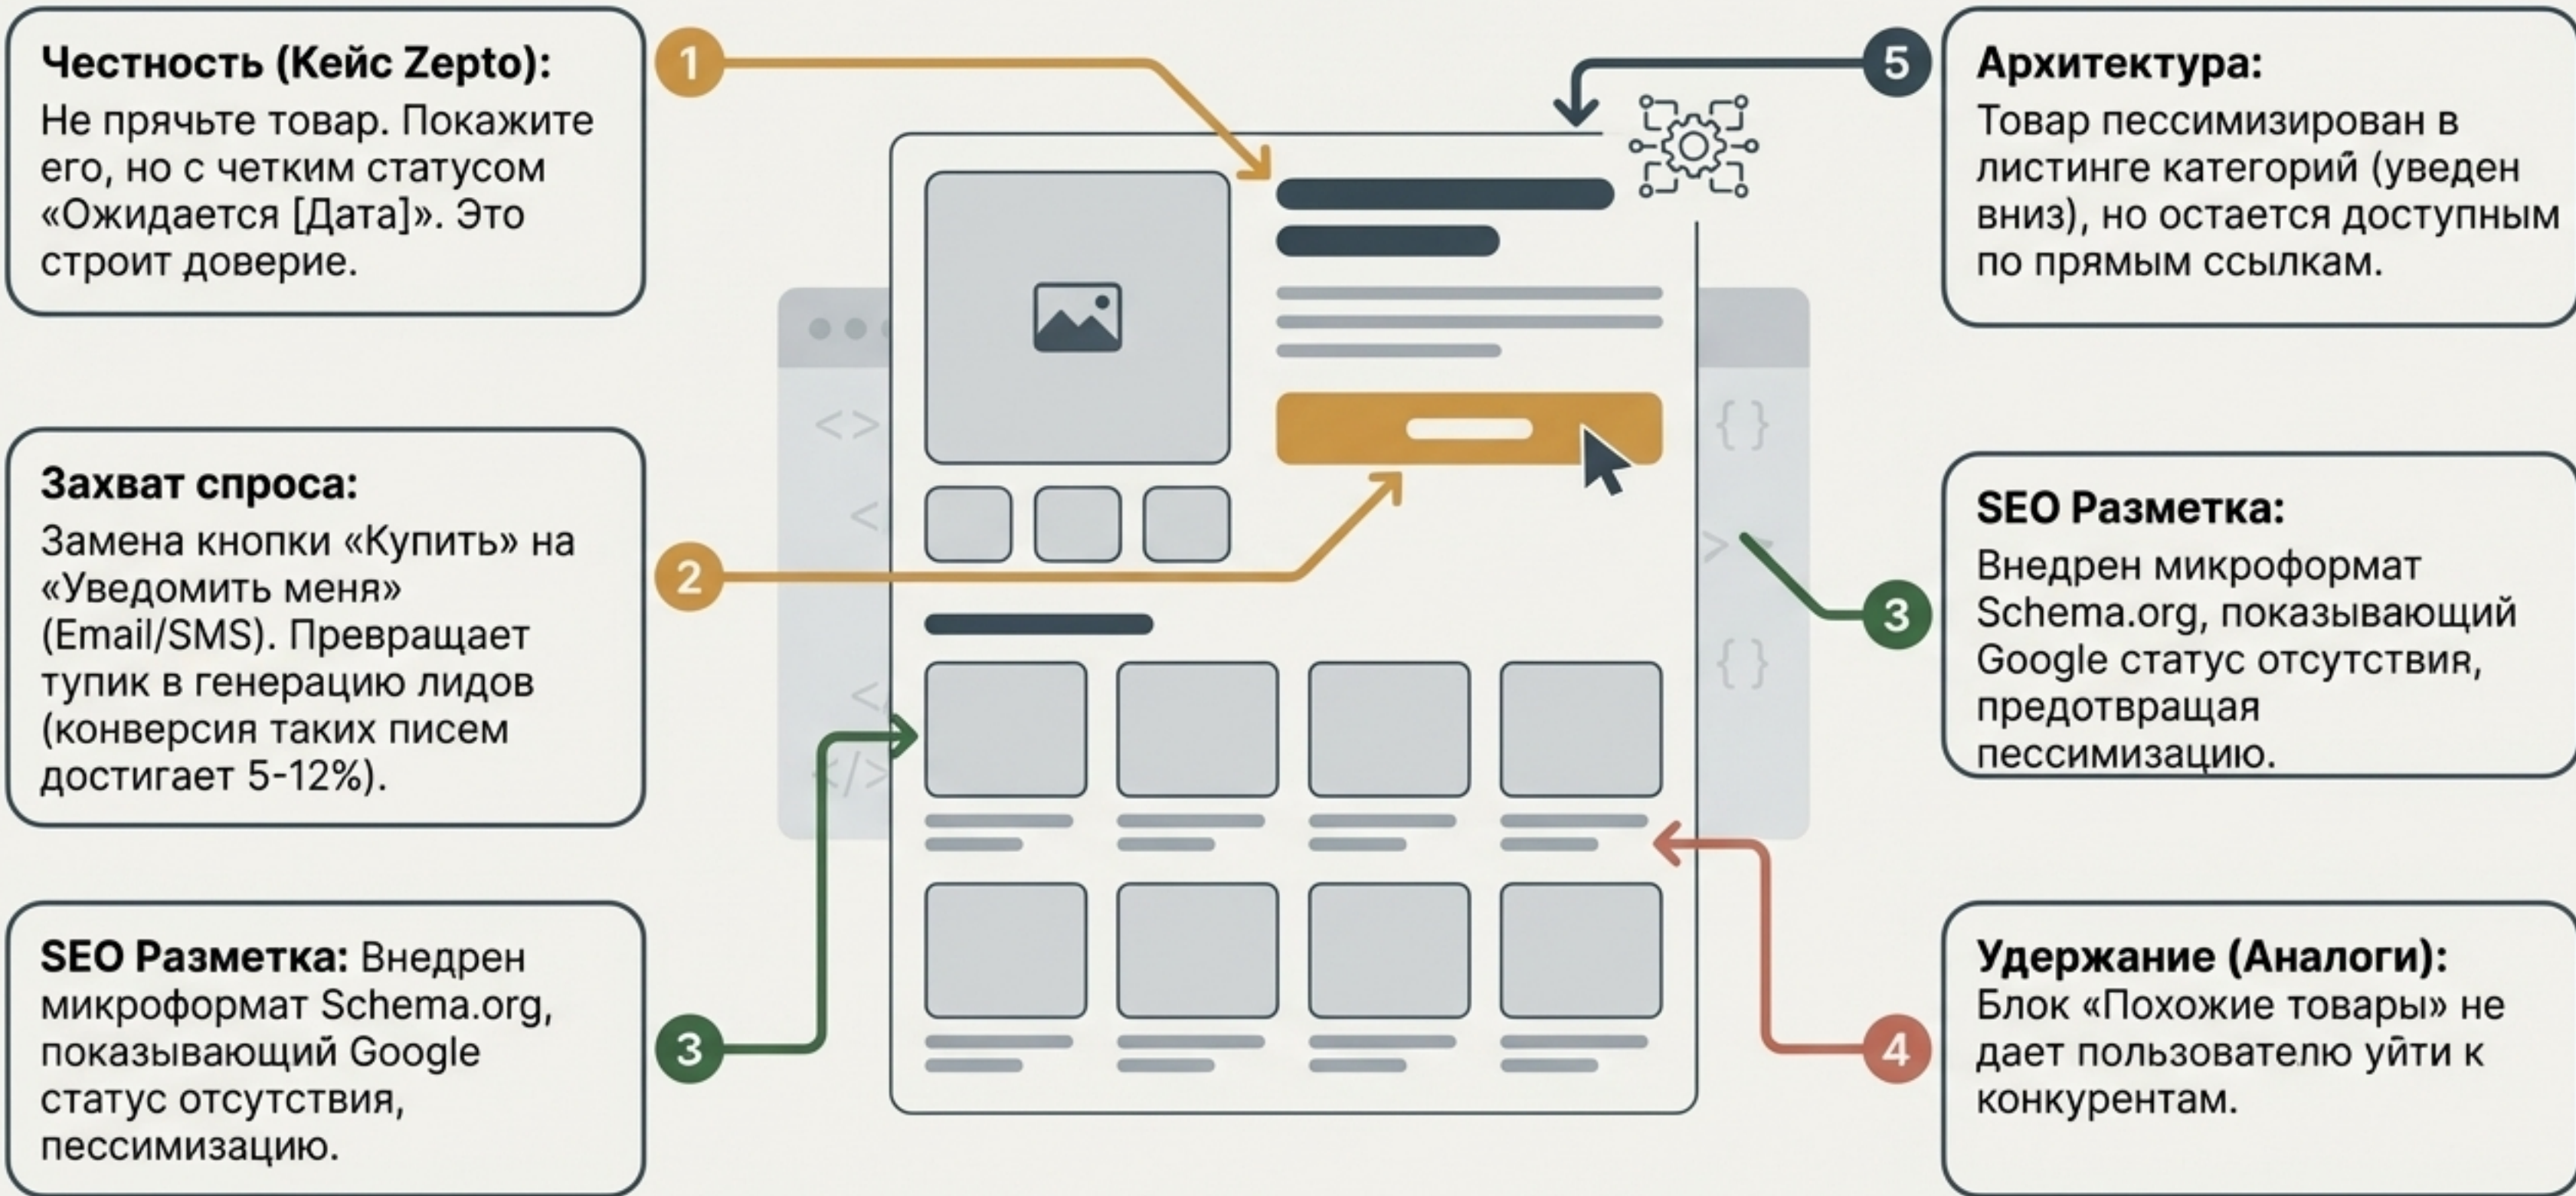 Честность (Кейс Zepto):
Не прячьте товар. Покажите
его, но с четким статусом
«Ожидается [Дата]». Это
строит доверие.
1
Захват спроса:
Замена кнопки «Купить» на
«Уведомить меня»
(Email/SMS). Превращает
тупик в генерацию лидов
(конверсия таких писем
достигает 5-12%).
2
SEO Разметка: Внедрен
микроформат Schema.org,
показывающий Google
статус отсутствия,
пессимизацию.
3
<>
<
</
</>
{}
>
{}
5
Архитектура:
Товар пессимизирован в
листинге категорий (уведен
вниз), но остается доступным
по прямым ссылкам.
3
SEO Разметка:
Внедрен микроформат
Schema.org, показывающий
Google статус отсутствия,
предотвращая
пессимизацию.
4
Удержание (Аналоги):
Блок «Похожие товары» не
дает пользователю уйти к
конкурентам.